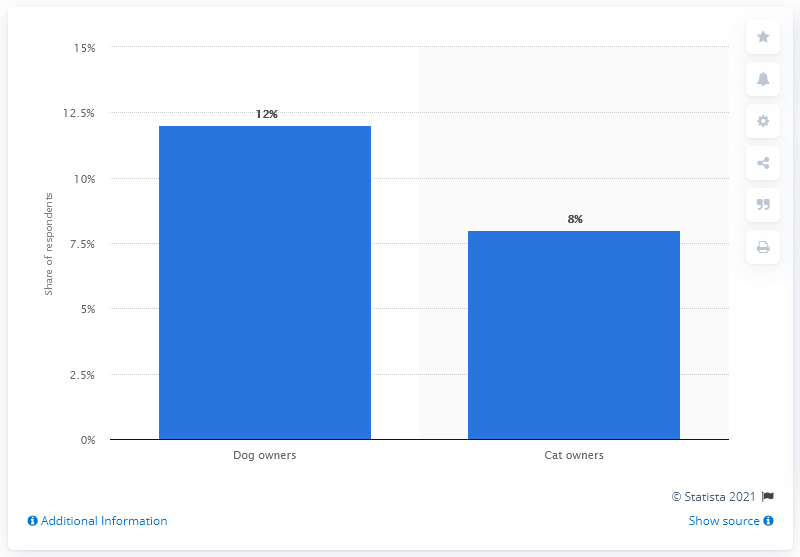 15%
12.5%
10%
7.5%
5%
2.5%
0%
Share of respondents
12%
8%
Dog owners
Cat owners
© Statista 2021
Additional Information
Show source